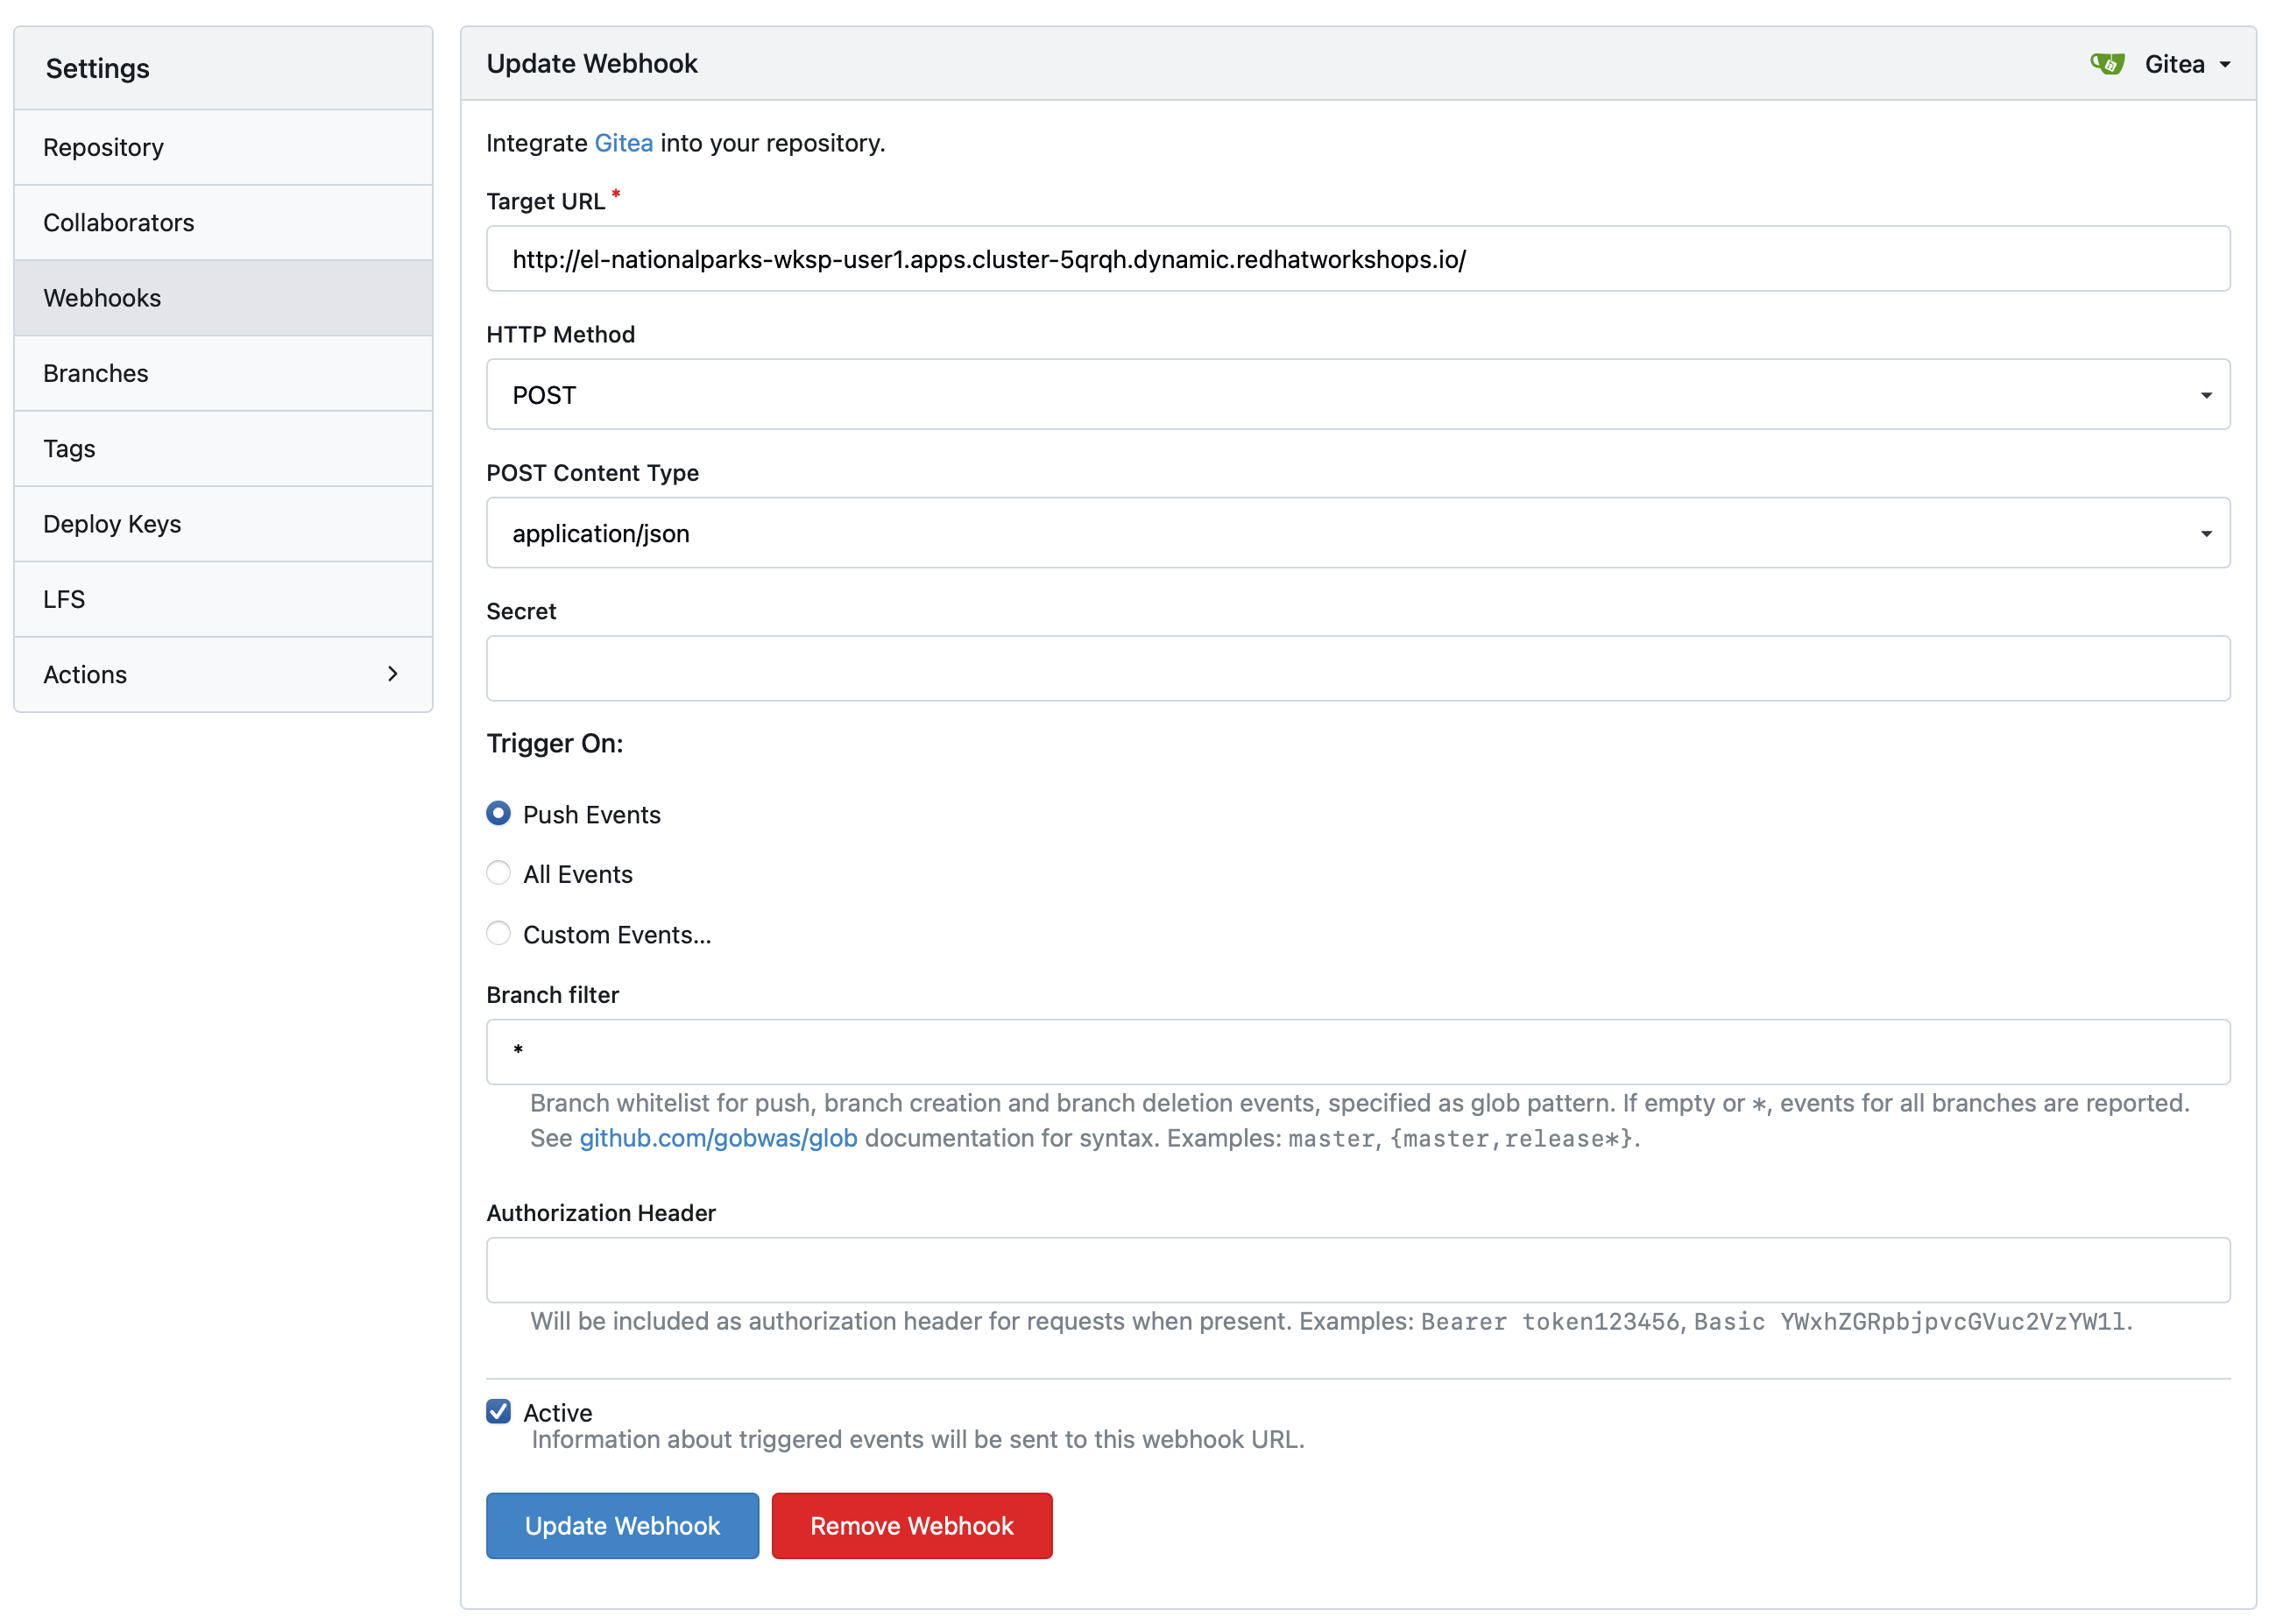 Settings
Repository
Collaborators
Webhooks
Branches
Tags
Deploy Keys
LFS
Actions
Update Webhook
Gitea
Integrate Gitea into your repository.
Target URL *
http://el-nationalparks-wksp-user1.apps.cluster-5qrqh.dynamic.redhatworkshops.io/
HTTP Method
POST
POST Content Type
application/json
Secret
Trigger On:
Push Events
All Events
Custom Events...
Branch filter
*
Branch whitelist for push, branch creation and branch deletion events, specified as glob pattern. If empty or *, events for all branches are reported.
See github.com/gobwas/glob documentation for syntax. Examples: master, {master,release*}.
Authorization Header
Will be included as authorization header for requests when present. Examples: Bearer token123456, Basic YWxhZGRpbjpvcGVuc2VzYW1l.
Active
Information about triggered events will be sent to this webhook URL.
Update Webhook
Remove Webhook